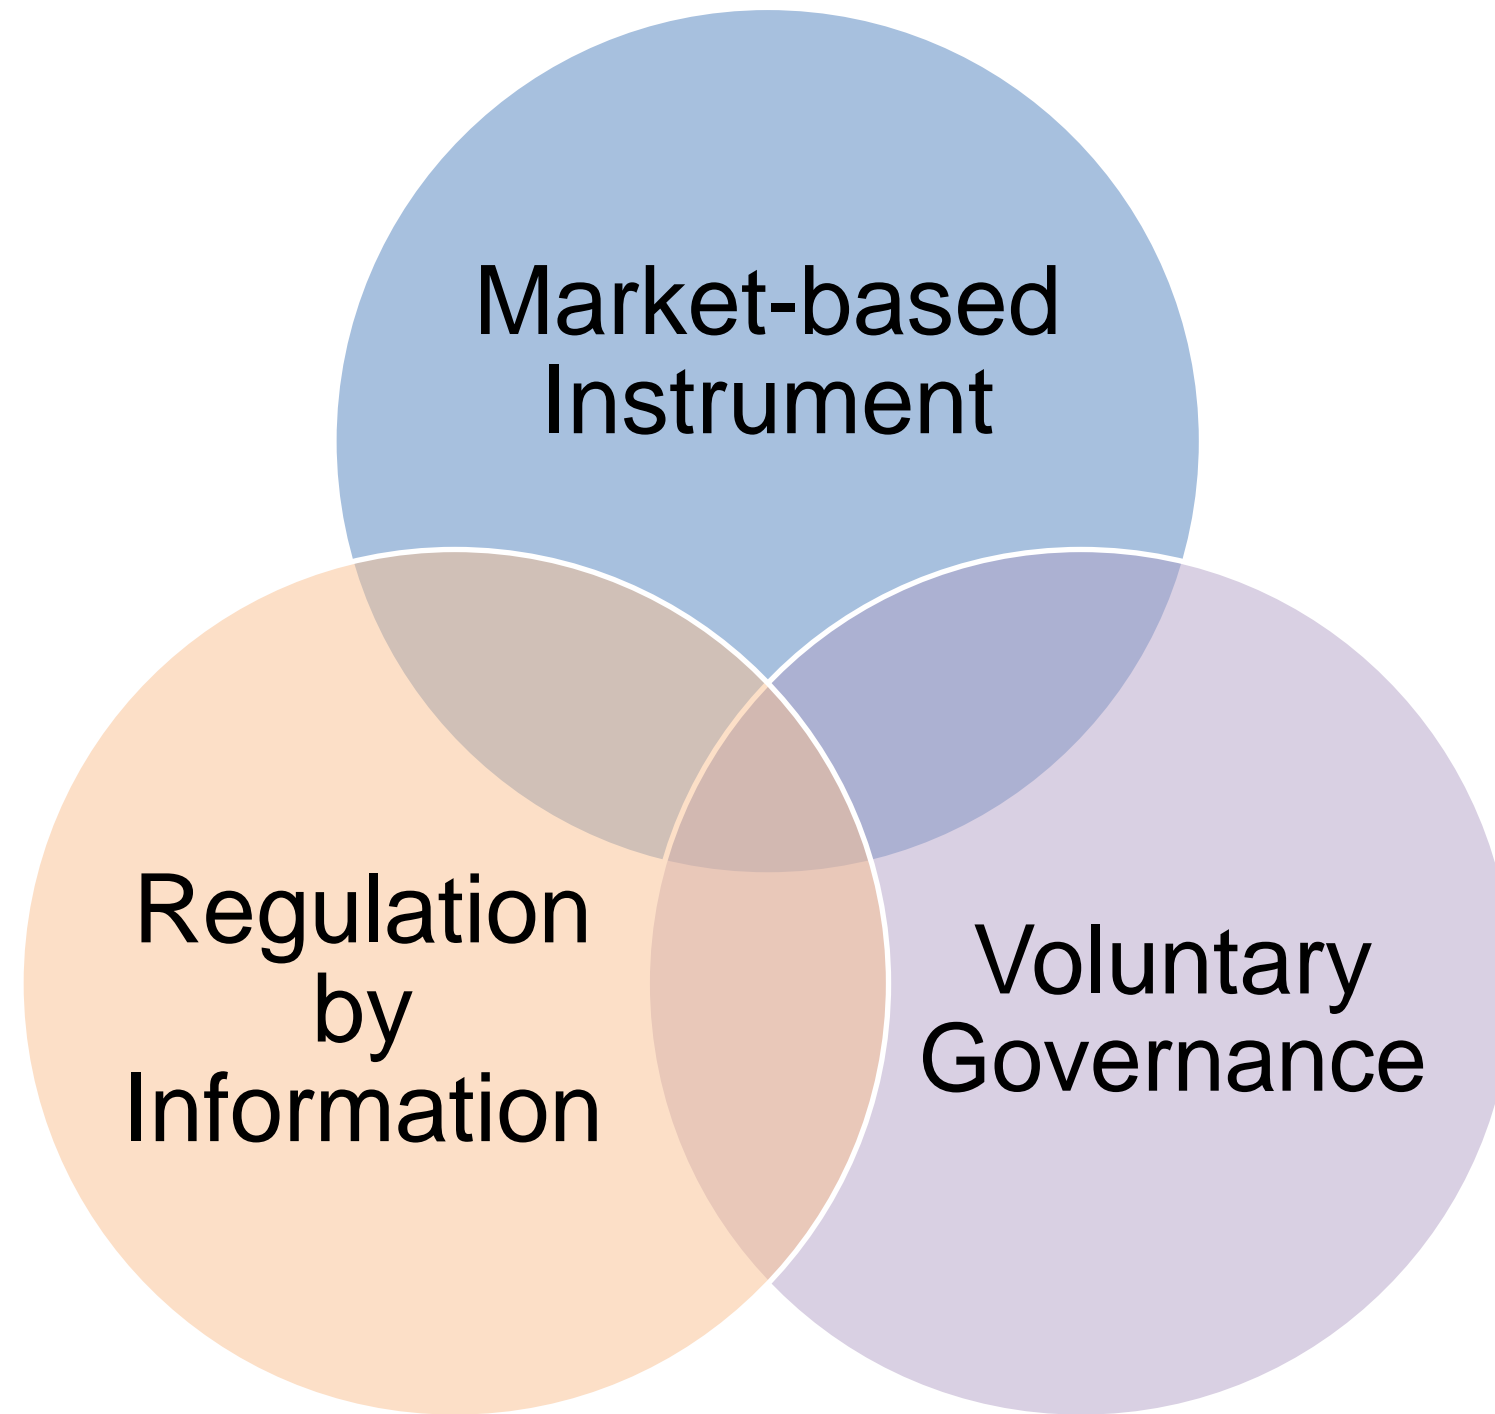 Market-based
Instrument
Regulation
by
Information
Voluntary
Governance